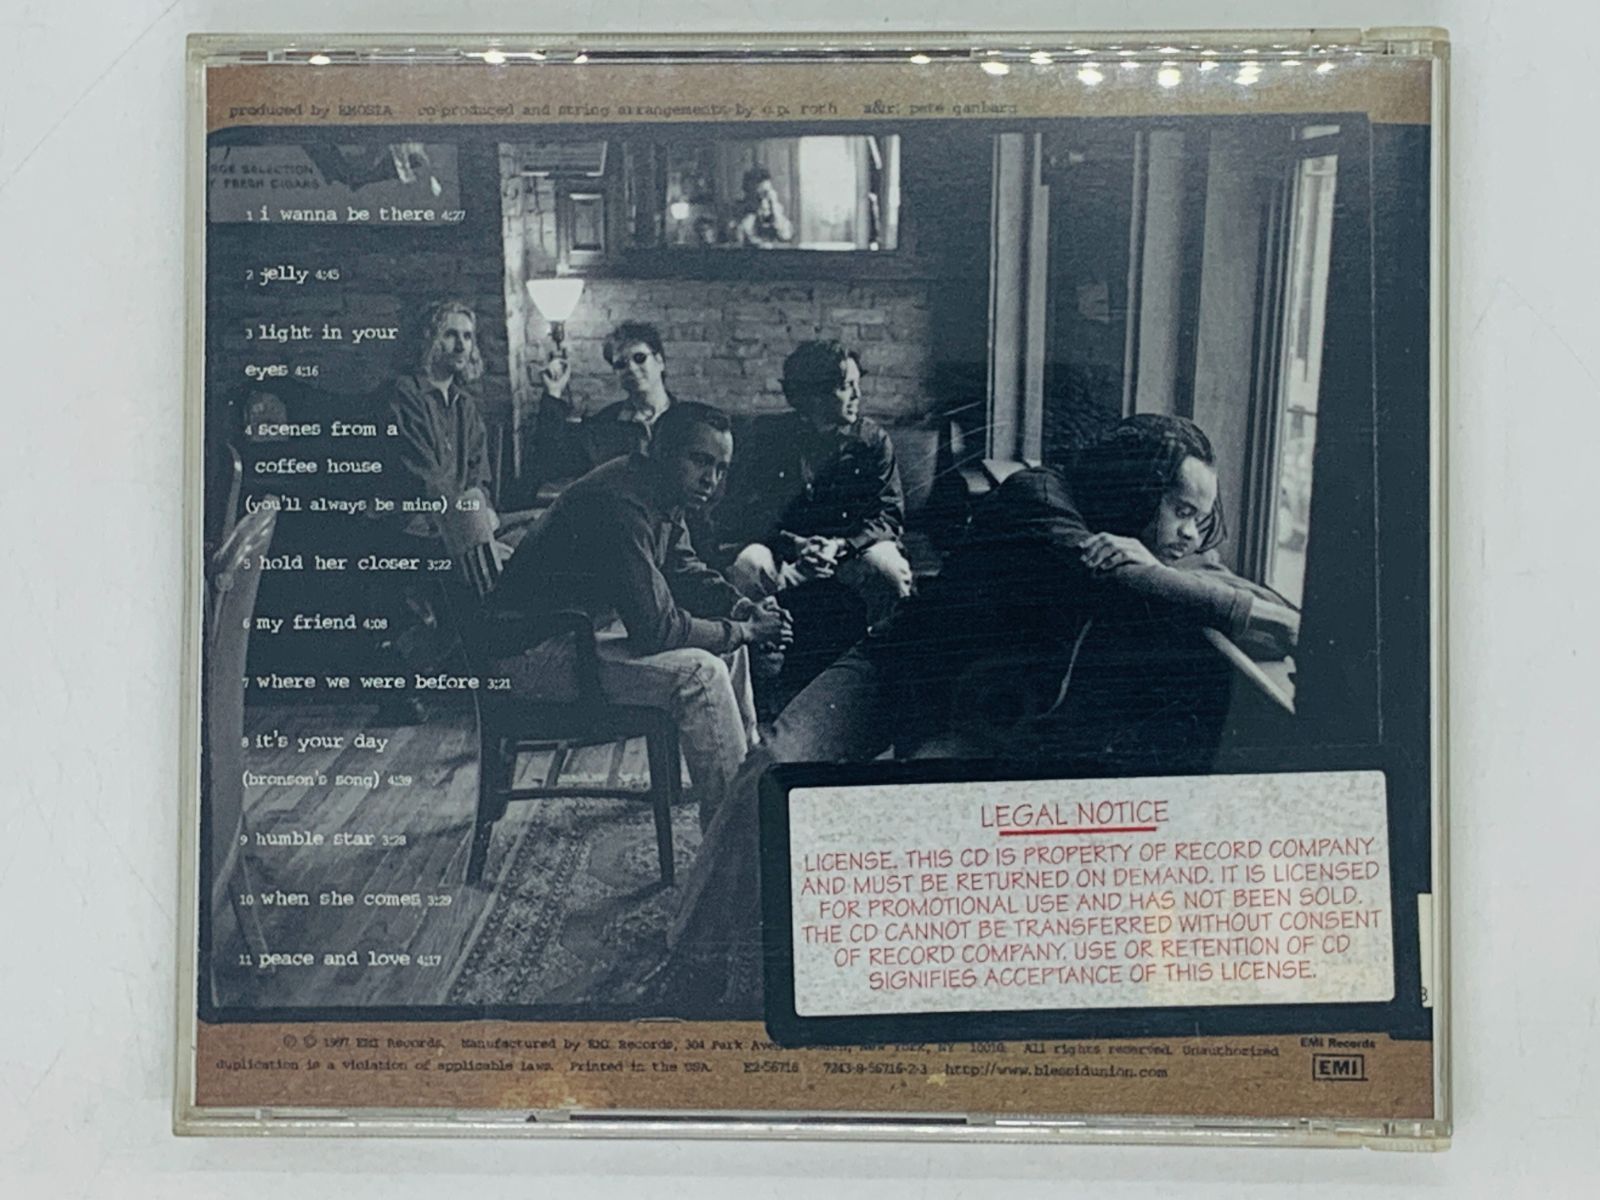 produced by EMOSIA co-produced and string arrangements by c.p. roth a&r: pete ganbarg
RGE SELECTION
Y FRESH CIGARS
1 i wanna be there 4:27
2 jelly 4:45
3 light in your
eyes 4:16
4 scenes from a
coffee house
(you'll always be mine) 4:18
5 hold her closer 3:22
6 my friend 4:08
7 where we were before 3:21
8 it's your day
(bronson's song) 4:39
9 humble star 3:28
10 when she comes 3:29
11 peace and love 4:17
LEGAL NOTICE
LICENSE. THIS CD IS PROPERTY OF RECORD COMPANY
AND MUST BE RETURNED ON DEMAND. IT IS LICENSED
FOR PROMOTIONAL USE AND HAS NOT BEEN SOLD.
THE CD CANNOT BE TRANSFERRED WITHOUT CONSENT
OF RECORD COMPANY. USE OR RETENTION OF CD
SIGNIFIES ACCEPTANCE OF THIS LICENSE.
℗ © 1997 EMI Records. Manufactured by EMI Records, 304 Park Ave New York, NY 10010. All rights reserved. Unauthorized
duplication is a violation of applicable laws. Printed in the USA. E2-56716 7243-8-56716-2-3 http://www.blessidunion.com
EMI Records
EMI